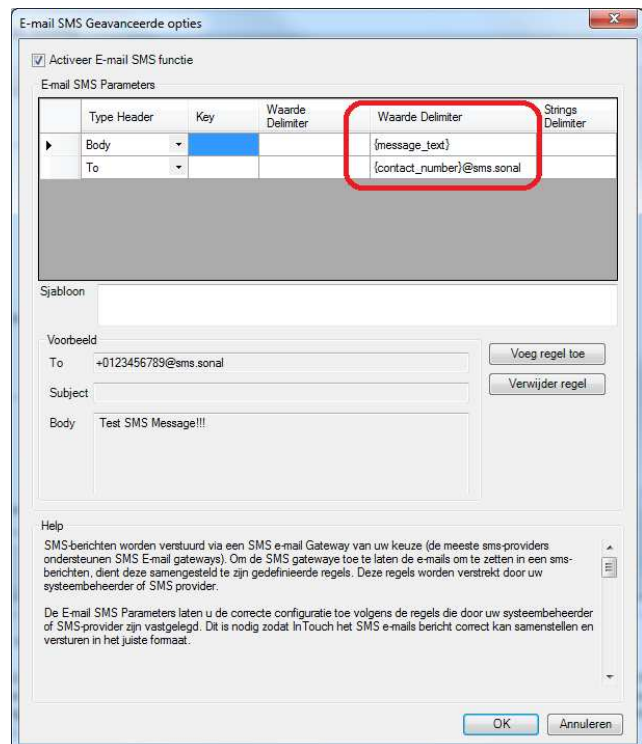 E-mail SMS Geavanceerde opties
Activeer E-mail SMS functie
E-mail SMS Parameters
Type Header Key Waarde Delimiter Waarde Delimiter Strings Delimiter
Body {message_text}
To {contact_number}@sms.sonal
Sjabloon
Voorbeeld
To +0123456789@sms.sonal
Voeg regel toe
Subject
Verwijder regel
Body Test SMS Message!!!
Help
SMS-berichten worden verstuurd via een SMS e-mail Gateway van uw keuze (de meeste sms-providers
ondersteunen SMS E-mail gateways). Om de SMS gatewaye toe te laten de e-mails om te zetten in een sms-
berichten, dient deze samengesteld te zijn gedefinieerde regels. Deze regels worden verstrekt door uw
systeembeheerder of SMS provider.
De E-mail SMS Parameters laten u de correcte configuratie toe volgens de regels die door uw systeembeheerder
of SMS-provider zijn vastgelegd. Dit is nodig zodat InTouch het SMS e-mails bericht correct kan samenstellen en
versturen in het juiste formaat.
OK Annuleren